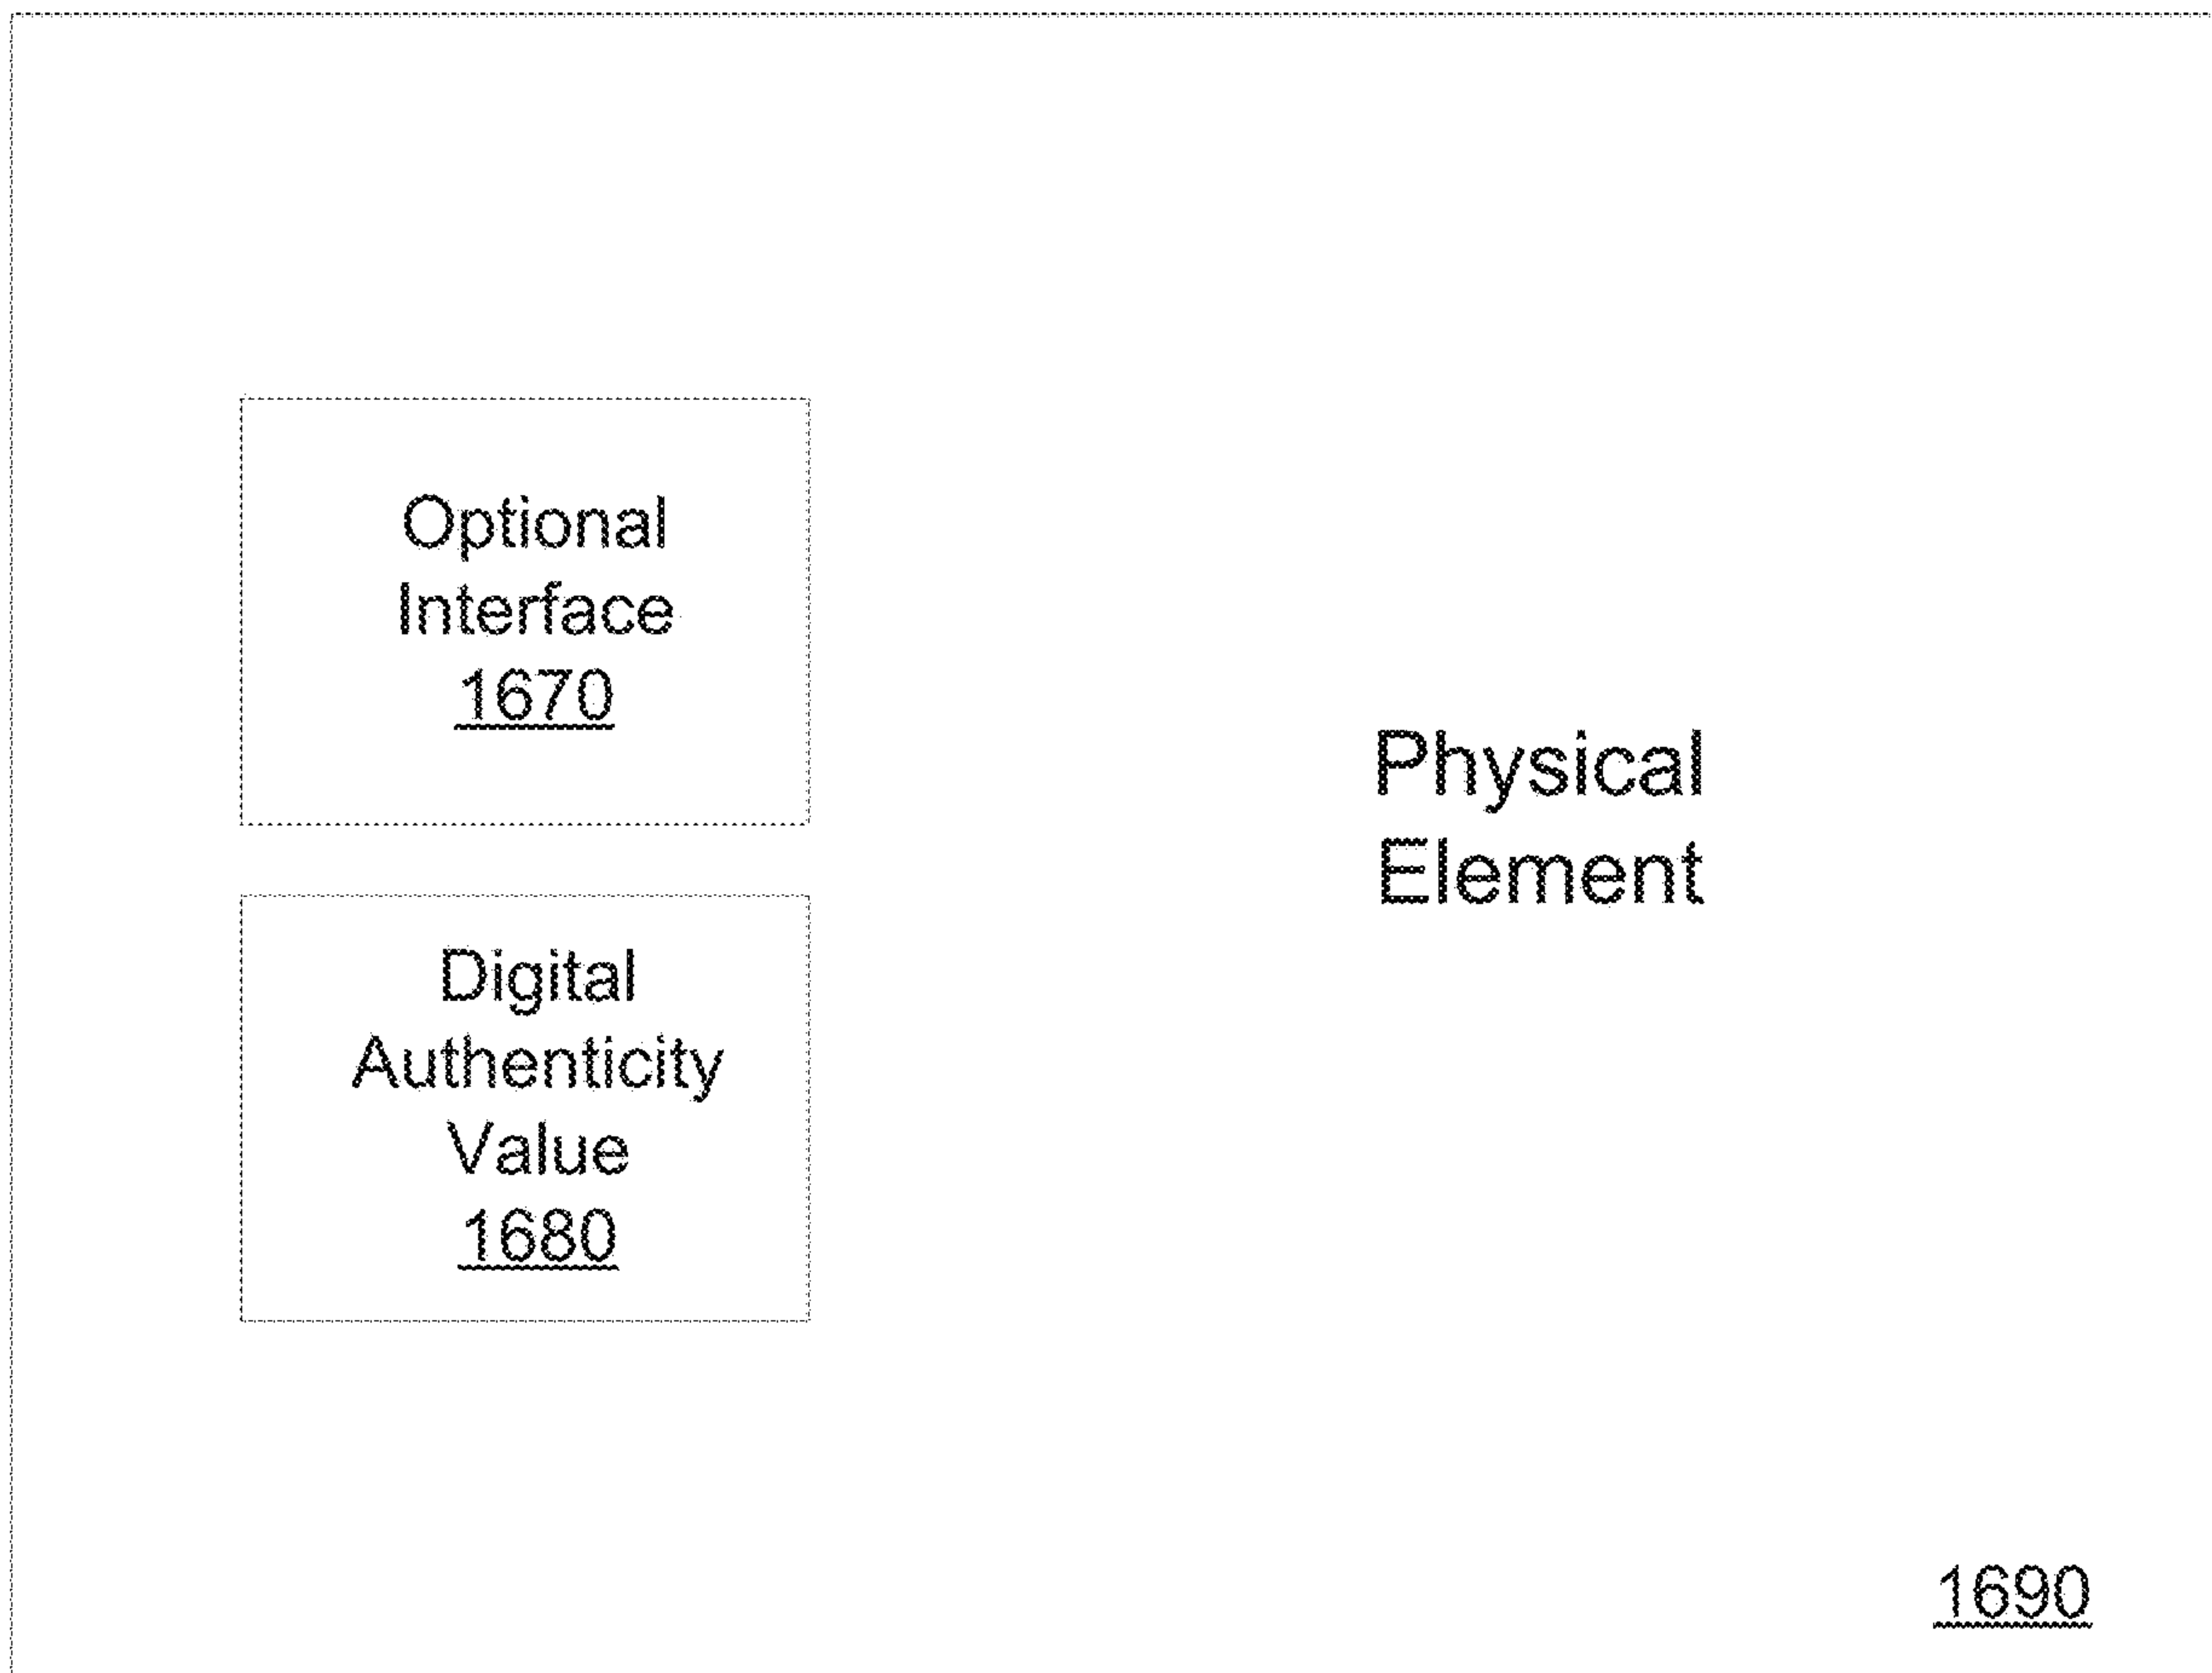 Optional
Interface
1670
Digital
Authenticity
Value
1680
Physical
Element
1690